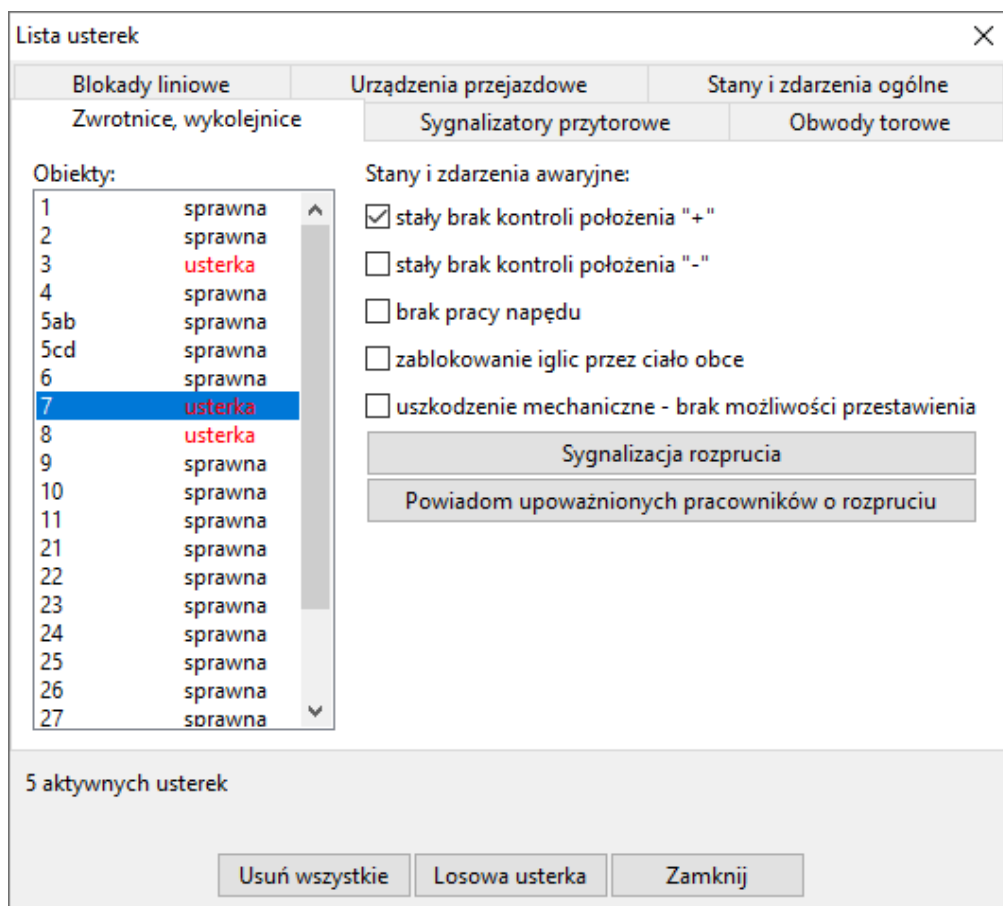 Lista usterek
Blokady liniowe Urządzenia przejazdowe Stany i zdarzenia ogólne
Zwrotnice, wykolejnice Sygnalizatory przytorowe Obwody torowe
Obiekty:
1 sprawna
2 sprawna
3 usterka
4 sprawna
5ab sprawna
5cd sprawna
6 sprawna
7 usterka
8 usterka
9 sprawna
10 sprawna
11 sprawna
21 sprawna
22 sprawna
23 sprawna
24 sprawna
25 sprawna
26 sprawna
27 sprawna
Stany i zdarzenia awaryjne:
stały brak kontroli położenia "+"
stały brak kontroli położenia "-"
brak pracy napędu
zablokowanie iglic przez ciało obce
uszkodzenie mechaniczne - brak możliwości przestawienia
Sygnalizacja rozprucia
Powiadom upoważnionych pracowników o rozpruciu
5 aktywnych usterek
Usuń wszystkie Losowa usterka Zamknij